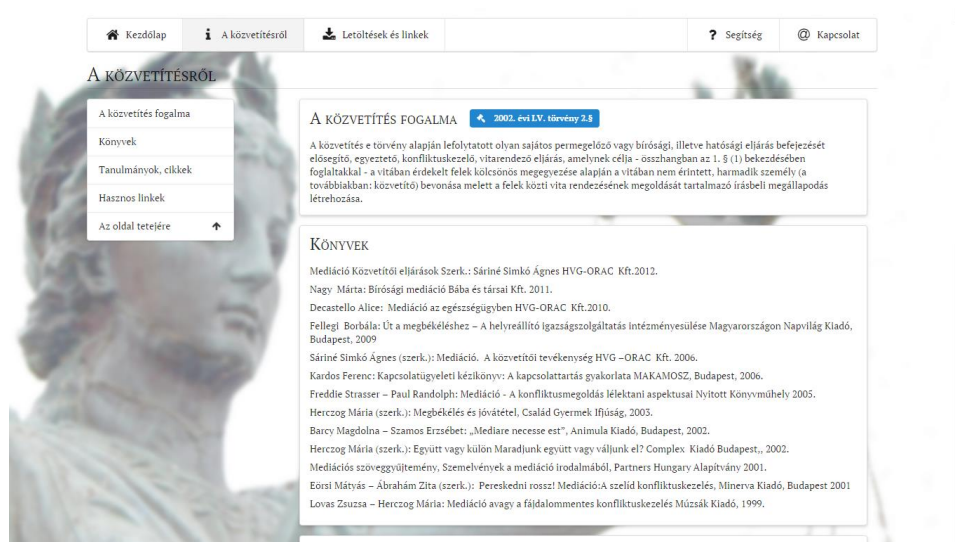 Kezdőlap
A közvetítésről
Letöltések és linkek
Segítség
Kapcsolat
A KÖZVETÍTÉSRŐL
A közvetítés fogalma
Könyvek
Tanulmányok, cikkek
Hasznos linkek
Az oldal tetejére
A KÖZVETÍTÉS FOGALMA
2002. évi LV. törvény 2.§
A közvetítés e törvény alapján lefolytatott olyan sajátos permegelőző vagy bírósági, illetve hatósági eljárás befejezését
elősegítő, egyeztető, konfliktuskezelő, vitarendező eljárás, amelynek célja - összhangban az 1. § (1) bekezdésében
foglaltakkal - a vitában érdekelt felek kölcsönös megegyezése alapján a vitában nem érintett, harmadik személy (a
továbbiakban: közvetítő) bevonása mellett a felek közti vita rendezésének megoldását tartalmazó írásbeli megállapodás
létrehozása.
KÖNYVEK
Mediáció Közvetítői eljárások Szerk.: Sáriné Simkó Ágnes HVG-ORAC Kft.2012.
Nagy Márta: Bírósági mediáció Bába és társai Kft. 2011.
Decastello Alice: Mediáció az egészségügyben HVG-ORAC Kft.2010.
Fellegi Borbála: Út a megbékéléshez – A helyreállító igazságszolgáltatás intézményesülése Magyarországon Napvilág Kiadó,
Budapest, 2009
Sáriné Simkó Ágnes (szerk.): Mediáció. A közvetítői tevékenység HVG –ORAC Kft. 2006.
Kardos Ferenc: Kapcsolatügyeleti kézikönyv: A kapcsolattartás gyakorlata MAKAMOSZ, Budapest, 2006.
Freddie Strasser – Paul Randolph: Mediáció - A konfliktusmegoldás lélektani aspektusai Nyitott Könyvműhely 2005.
Herczog Mária (szerk.): Megbékélés és jóvátétel, Család Gyermek Ifjúság, 2003.
Barcy Magdolna – Szamos Erzsébet: „Mediare necesse est”, Animula Kiadó, Budapest, 2002.
Herczog Mária (szerk.): Együtt vagy külön Maradjunk együtt vagy váljunk el? Complex Kiadó Budapest,, 2002.
Mediációs szöveggyűjtemény, Szemelvények a mediáció irodalmából, Partners Hungary Alapítvány 2001.
Eörsi Mátyás – Ábrahám Zita (szerk.): Pereskedni rossz! Mediáció:A szelíd konfliktuskezelés, Minerva Kiadó, Budapest 2001
Lovas Zsuzsa – Herczog Mária: Mediáció avagy a fájdalommentes konfliktuskezelés Múzsák Kiadó, 1999.